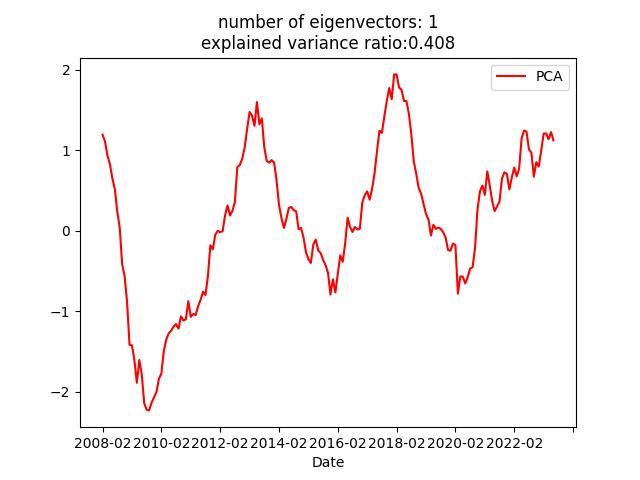 number of eigenvectors: 1
explained variance ratio:0.408
PCA
2
1
0
−1
−2
2008-02 2010-02 2012-02 2014-02 2016-02 2018-02 2020-02 2022-02
Date